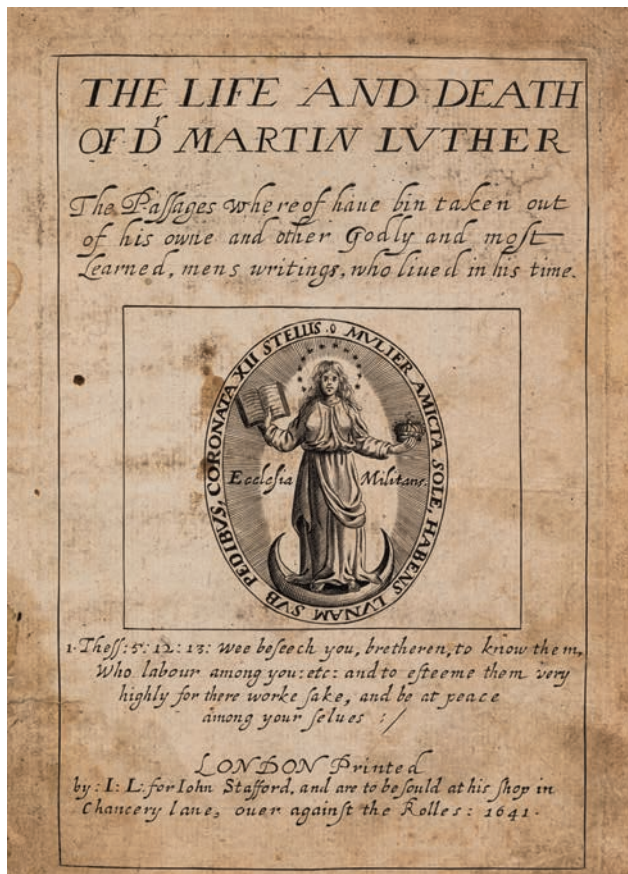 THE LIFE AND DEATH
OF Dr MARTIN LVTHER
The Paſſages whereof haue bin taken out
of his owne and other Godly and moſt
Learned, mens writings, who liued in his time.
MVLIER AMICTA SOLE, HABENS LVNAM SVB PEDIBVS, CORONATA XII STELLIS.
Eccleſia Militans.
1·Theſſ:5:12:13: wee beſeech you, bretheren, to know them,
Who labour among you:etc: and to eſteeme them very
highly for there worke ſake, and be at peace
among your ſelues :/
LONDON Printed
by: I: L: for Iohn Stafford, and are to be ſould at his ſhop in
Chancery lane, ouer againſt the Rolles: 1641.